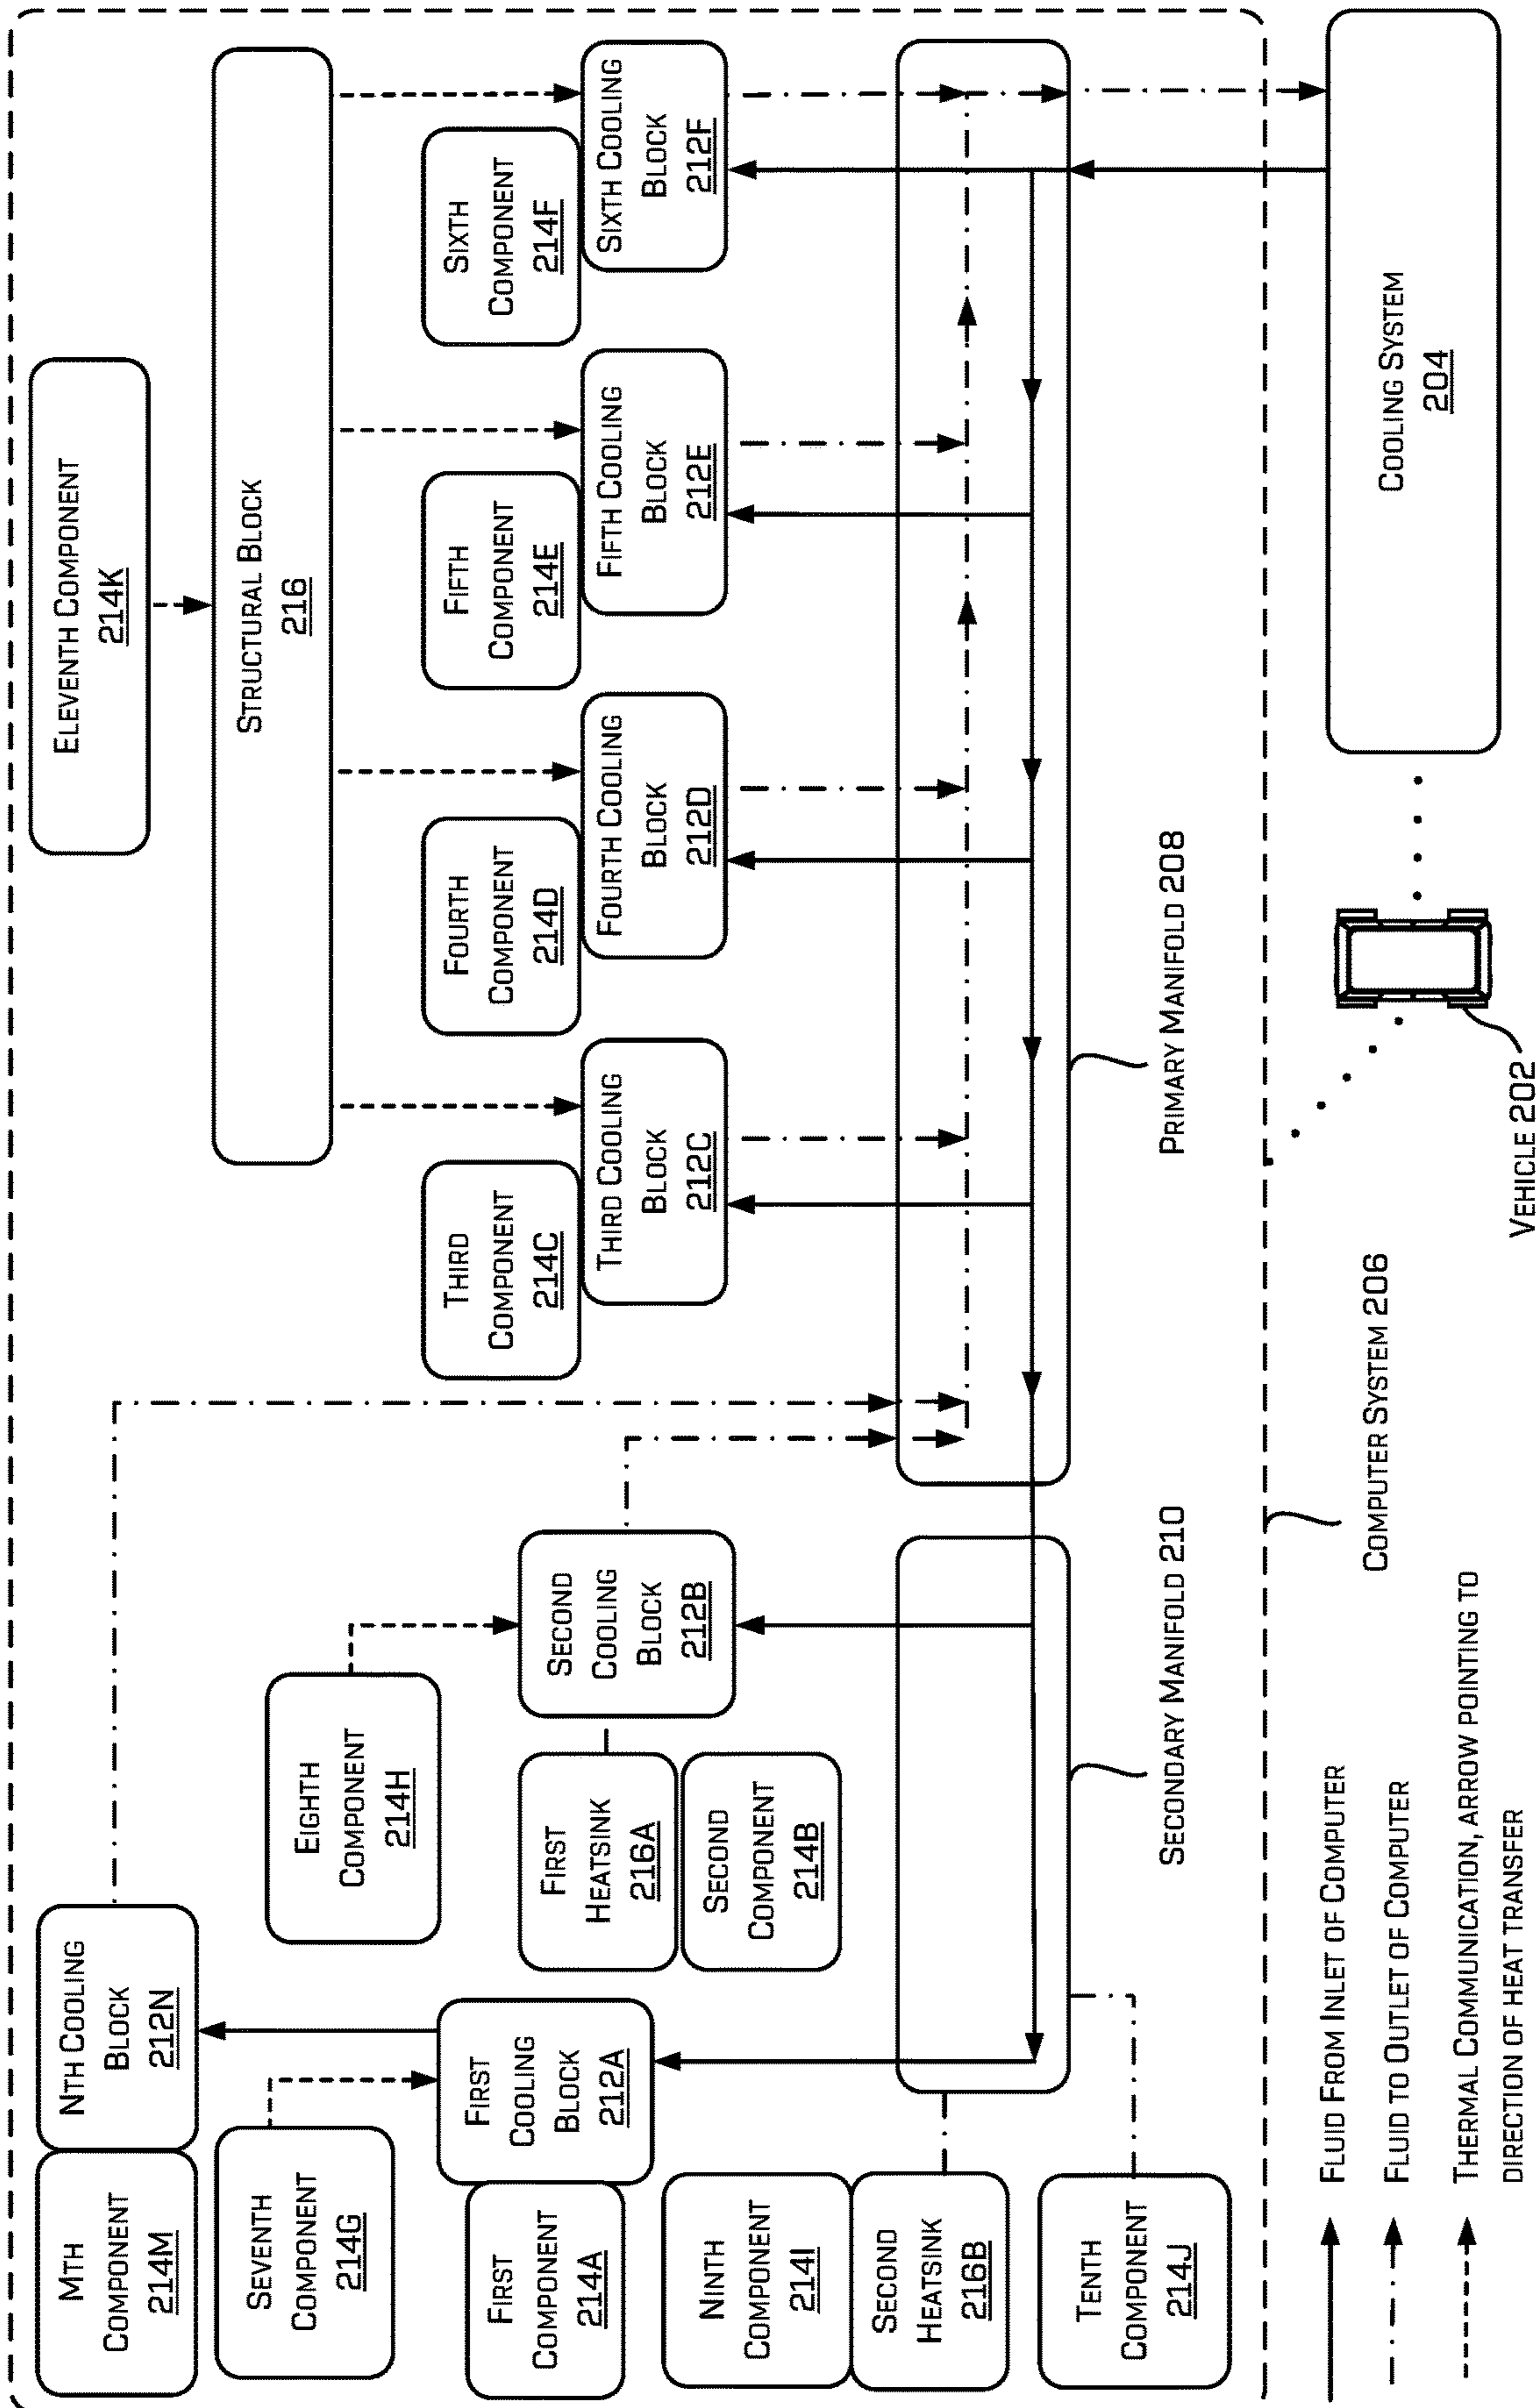 MTH
COMPONENT
214M
NTH COOLING
BLOCK
212N
ELEVENTH COMPONENT
214K
SEVENTH
COMPONENT
214G
EIGHTH
COMPONENT
214H
STRUCTURAL BLOCK
216
FIRST
COMPONENT
214A
FIRST
COOLING
BLOCK
212A
FIRST
HEATSINK
216A
SECOND
COMPONENT
214B
SECOND
COOLING
BLOCK
212B
THIRD
COMPONENT
214C
THIRD COOLING
BLOCK
212C
FOURTH
COMPONENT
214D
FOURTH COOLING
BLOCK
212D
FIFTH
COMPONENT
214E
FIFTH COOLING
BLOCK
212E
SIXTH
COMPONENT
214F
SIXTH COOLING
BLOCK
212F
NINTH
COMPONENT
214I
SECOND
HEATSINK
216B
TENTH
COMPONENT
214J
SECONDARY MANIFOLD 210
PRIMARY MANIFOLD 208
FLUID FROM INLET OF COMPUTER
FLUID TO OUTLET OF COMPUTER
THERMAL COMMUNICATION, ARROW POINTING TO
DIRECTION OF HEAT TRANSFER
COMPUTER SYSTEM 206
VEHICLE 202
COOLING SYSTEM
204